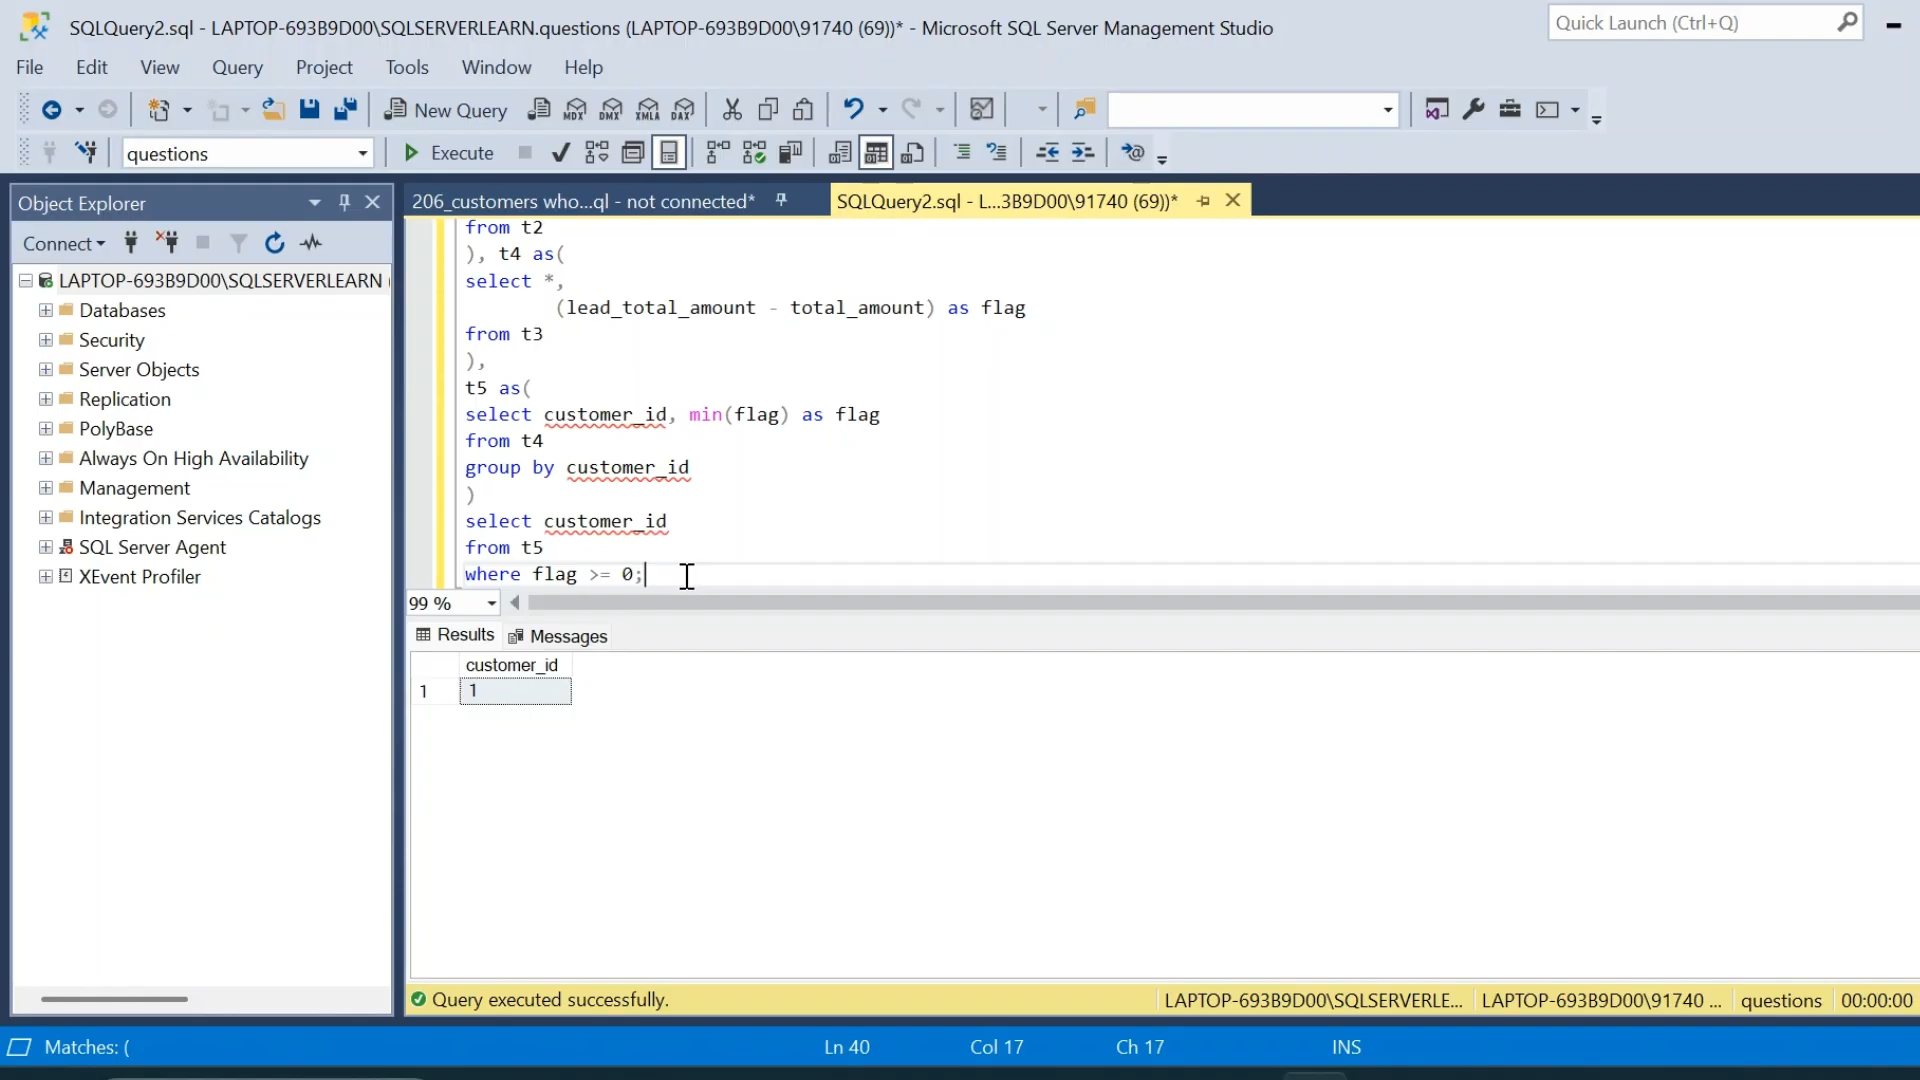 SQLQuery2.sql - LAPTOP-693B9D00\SQLSERVERLEARN.questions (LAPTOP-693B9D00\91740 (69))* - Microsoft SQL Server Management Studio
Quick Launch (Ctrl+Q)
File Edit View Query Project Tools Window Help
New Query MDX DMX XMLA DAX
questions Execute
Object Explorer
206_customers who...ql - not connected*
SQLQuery2.sql - L...3B9D00\91740 (69))*
Connect
LAPTOP-693B9D00\SQLSERVERLEARN (
Databases
Security
Server Objects
Replication
PolyBase
Always On High Availability
Management
Integration Services Catalogs
SQL Server Agent
XEvent Profiler
from t2
), t4 as(
select *,
(lead_total_amount - total_amount) as flag
from t3
),
t5 as(
select customer_id, min(flag) as flag
from t4
group by customer_id
)
select customer_id
from t5
where flag >= 0;
99 %
Results Messages
customer_id
1 1
Query executed successfully.
LAPTOP-693B9D00\SQLSERVERLE... LAPTOP-693B9D00\91740 ... questions 00:00:00
Matches: (
Ln 40 Col 17 Ch 17 INS